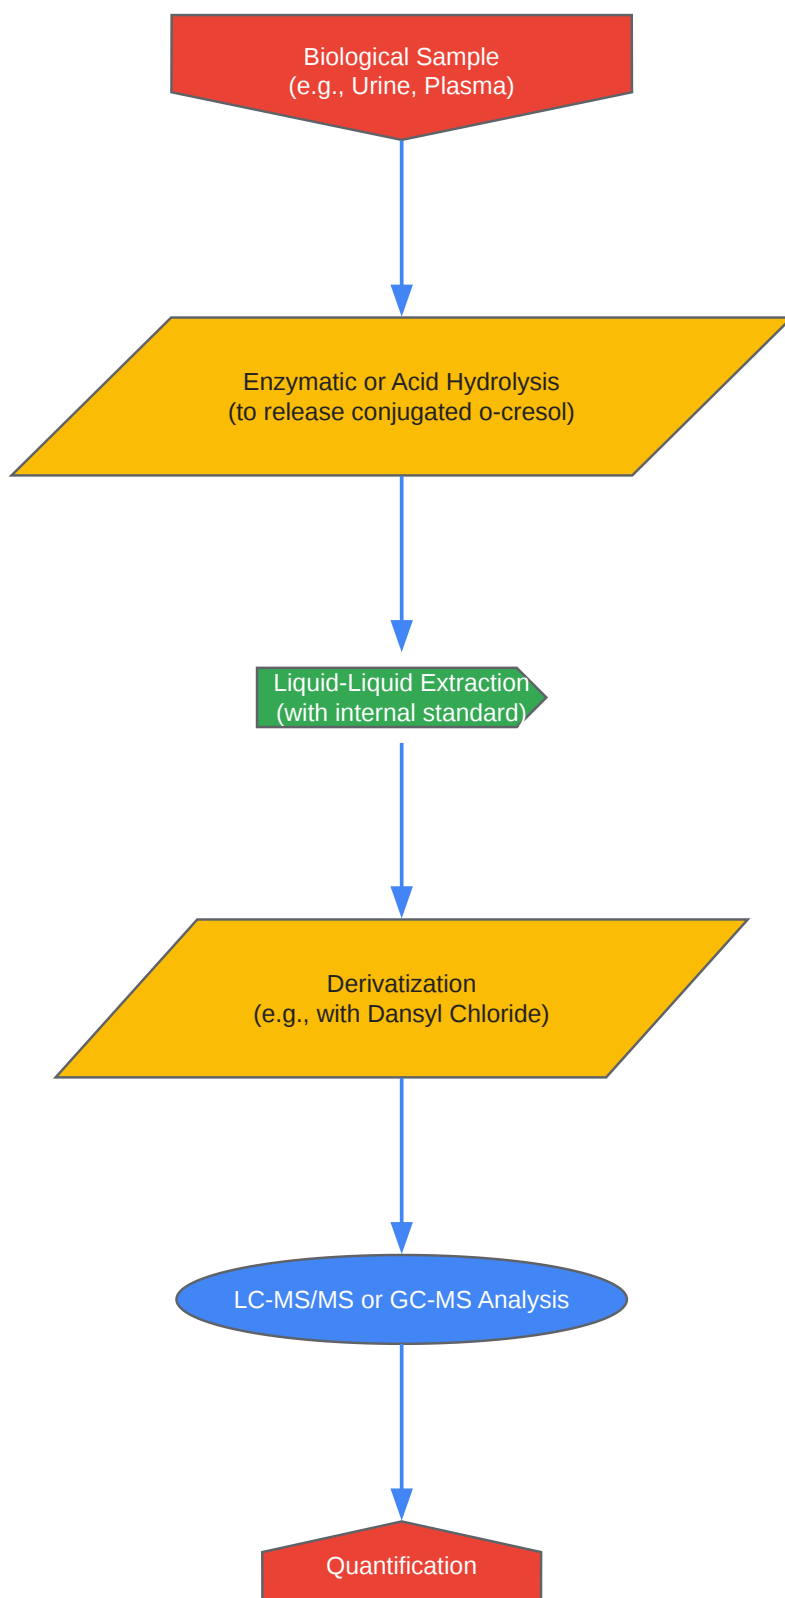 Biological Sample
(e.g., Urine, Plasma)
Enzymatic or Acid Hydrolysis
(to release conjugated o-cresol)
Liquid-Liquid Extraction
(with internal standard)
Derivatization
(e.g., with Dansyl Chloride)
LC-MS/MS or GC-MS Analysis
Quantification